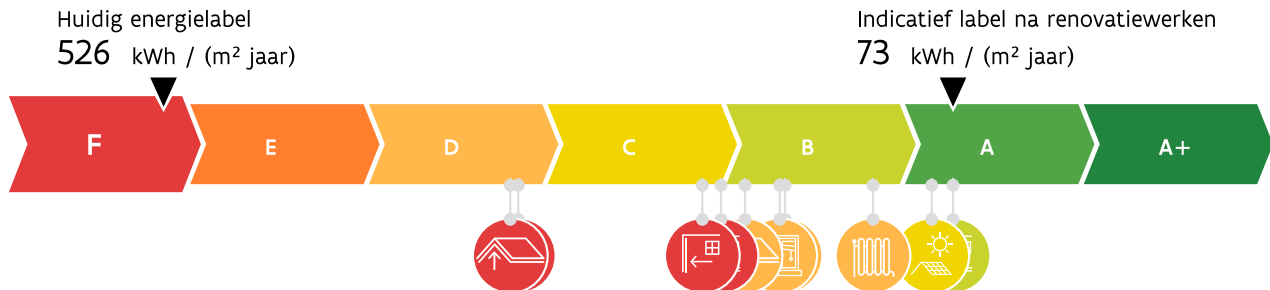 Huidig energielabel
526 kWh / (m² jaar)
Indicatief label na renovatiewerken
73 kWh / (m² jaar)
F E D C B A A+